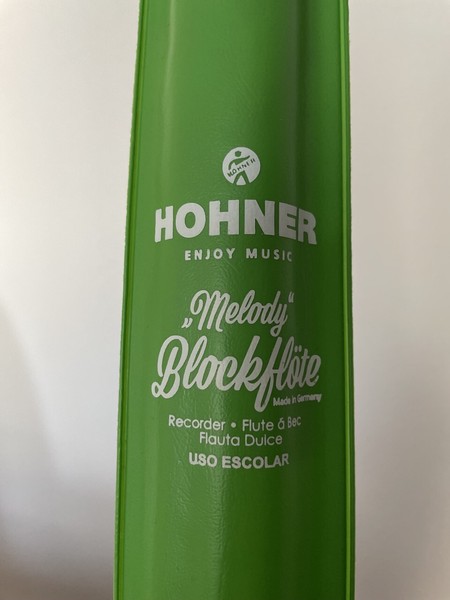 HOHNER
HOHNER
ENJOY MUSIC
„Melody“
Blockflöte
Made in Germany
Recorder • Flute á Bec
Flauta Dulce
USO ESCOLAR